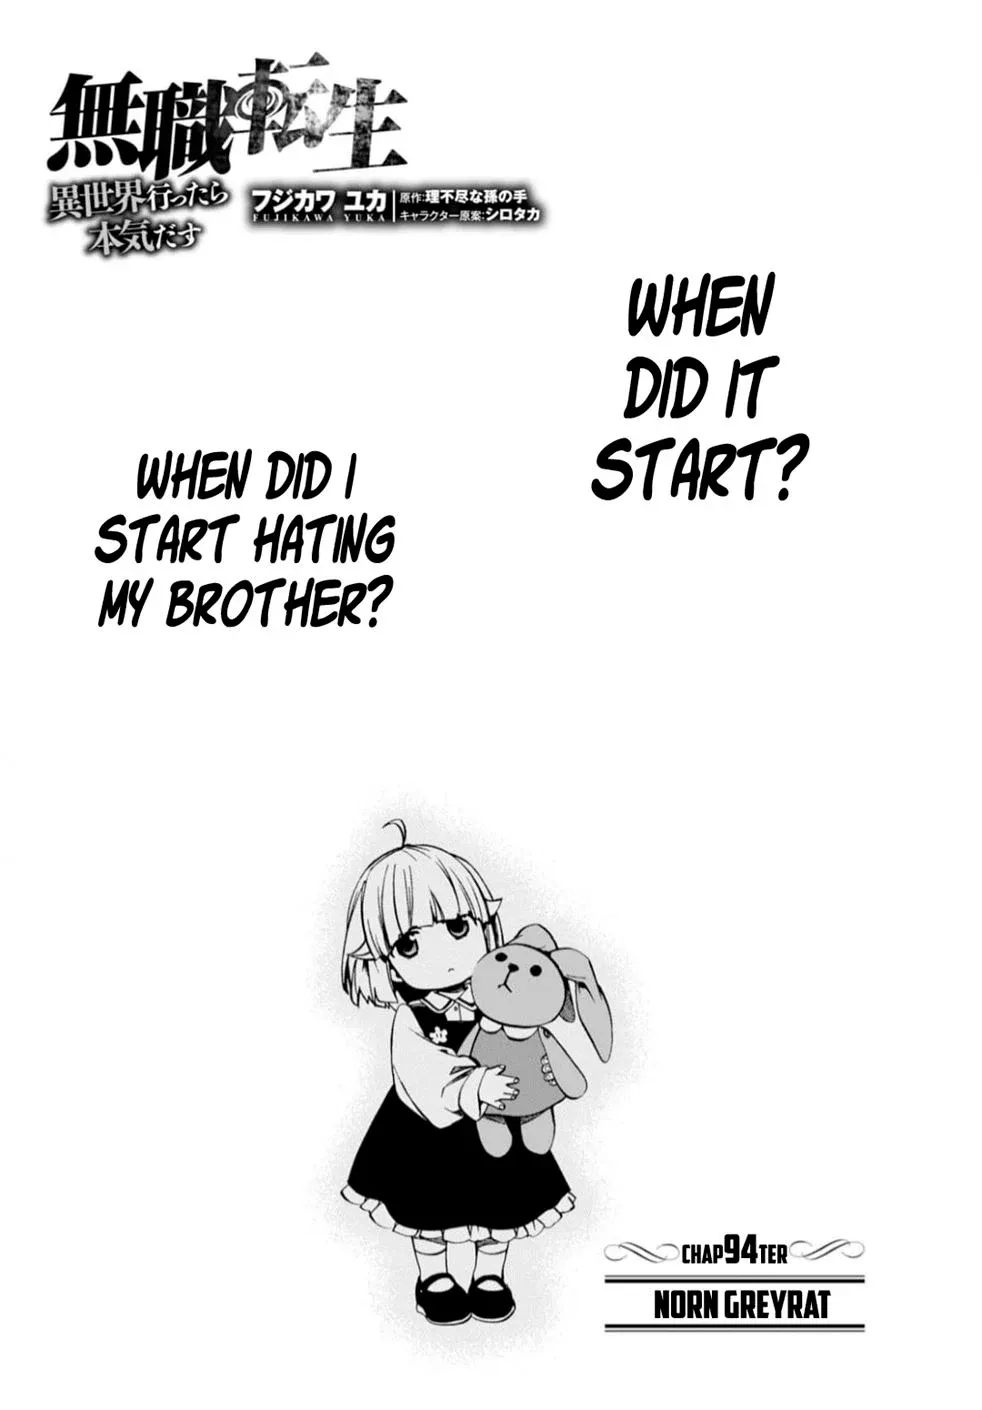 無職転生
異世界行ったら
本気だす
フジカワ ユカ
FUJIKAWA YUKA
原作:理不尽な孫の手
キャラクター原案:シロタカ
WHEN
DID IT
START?
WHEN DID I
START HATING
MY BROTHER?
CHAP94TER
NORN GREYRAT